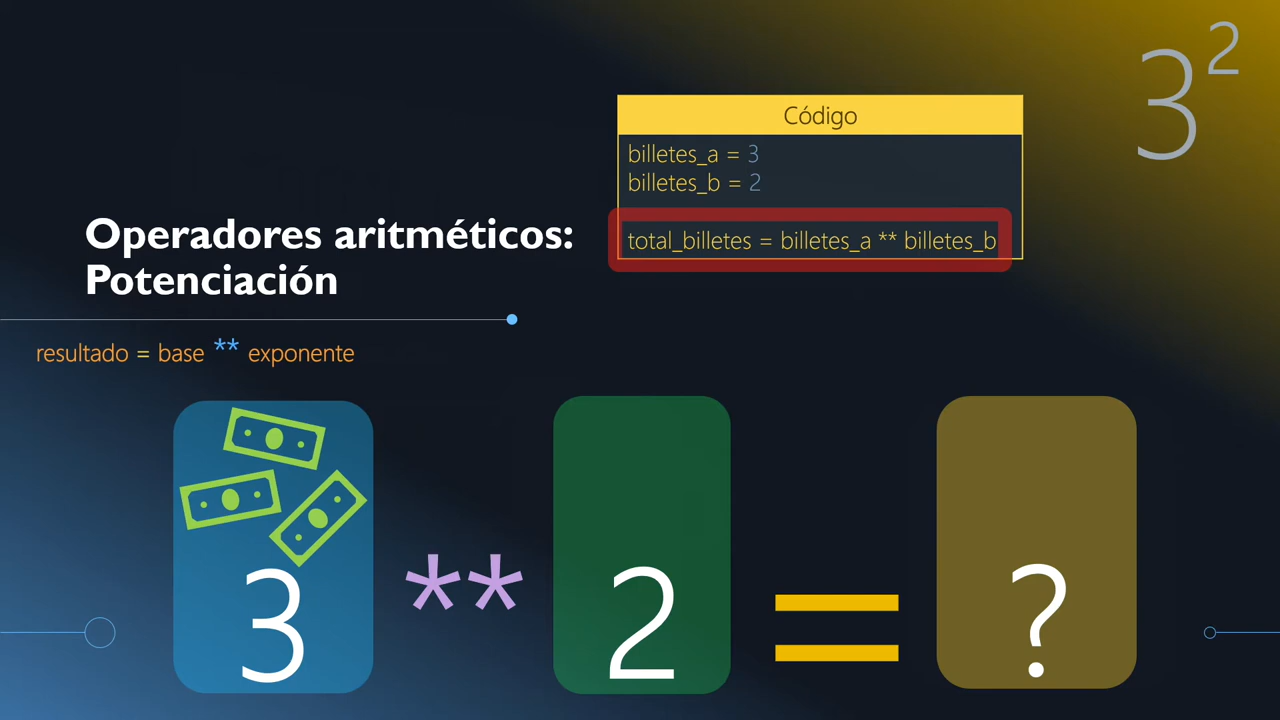 3²
Código
billetes_a = 3
billetes_b = 2
total_billetes = billetes_a ** billetes_b
Operadores aritméticos:
Potenciación
resultado = base ** exponente
3 ** 2 = ?